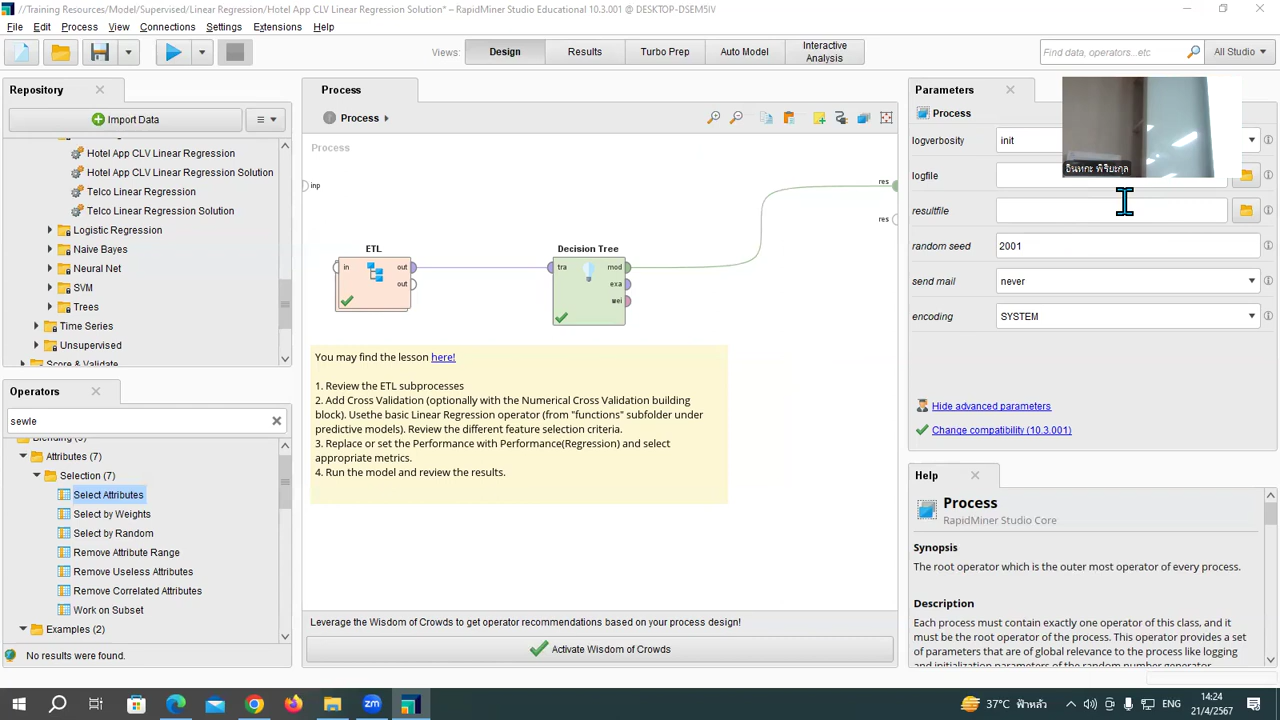 //Training Resources/Model/Supervised/Linear Regression/Hotel App CLV Linear Regression Solution* – RapidMiner Studio Educational 10.3.001 @ DESKTOP-DSEM5IV
File Edit Process View Connections Settings Extensions Help
Views: Design Results Turbo Prep Auto Model Interactive Analysis Find data, operators...etc All Studio
Repository
Import Data
Hotel App CLV Linear Regression
Hotel App CLV Linear Regression Solution
Telco Linear Regression
Telco Linear Regression Solution
Logistic Regression
Naive Bayes
Neural Net
SVM
Trees
Time Series
Unsupervised
Score & Validate
Operators
sewle
Blending
Attributes (7)
Selection (7)
Select Attributes
Select by Weights
Select by Random
Remove Attribute Range
Remove Useless Attributes
Remove Correlated Attributes
Work on Subset
Examples (2)
No results were found.
Process
Process
Process
inp
res
res
ETL
in out
out
Decision Tree
tra mod
exa
wei
You may find the lesson here!
1. Review the ETL subprocesses
2. Add Cross Validation (optionally with the Numerical Cross Validation building
block). Usethe basic Linear Regression operator (from "functions" subfolder under
predictive models). Review the different feature selection criteria.
3. Replace or set the Performance with Performance(Regression) and select
appropriate metrics.
4. Run the model and review the results.
Leverage the Wisdom of Crowds to get operator recommendations based on your process design!
Activate Wisdom of Crowds
Parameters
Process
logverbosity init
logfile
resultfile
random seed 2001
send mail never
encoding SYSTEM
Hide advanced parameters
Change compatibility (10.3.001)
Help
Process
RapidMiner Studio Core
Synopsis
The root operator which is the outer most operator of every process.
Description
Each process must contain exactly one operator of this class, and it
must be the root operator of the process. This operator provides a set
of parameters that are of global relevance to the process like logging
and initialization parameters of the random number generator.
37°C ฟ้าหลัว ENG
14:24
21/4/2567